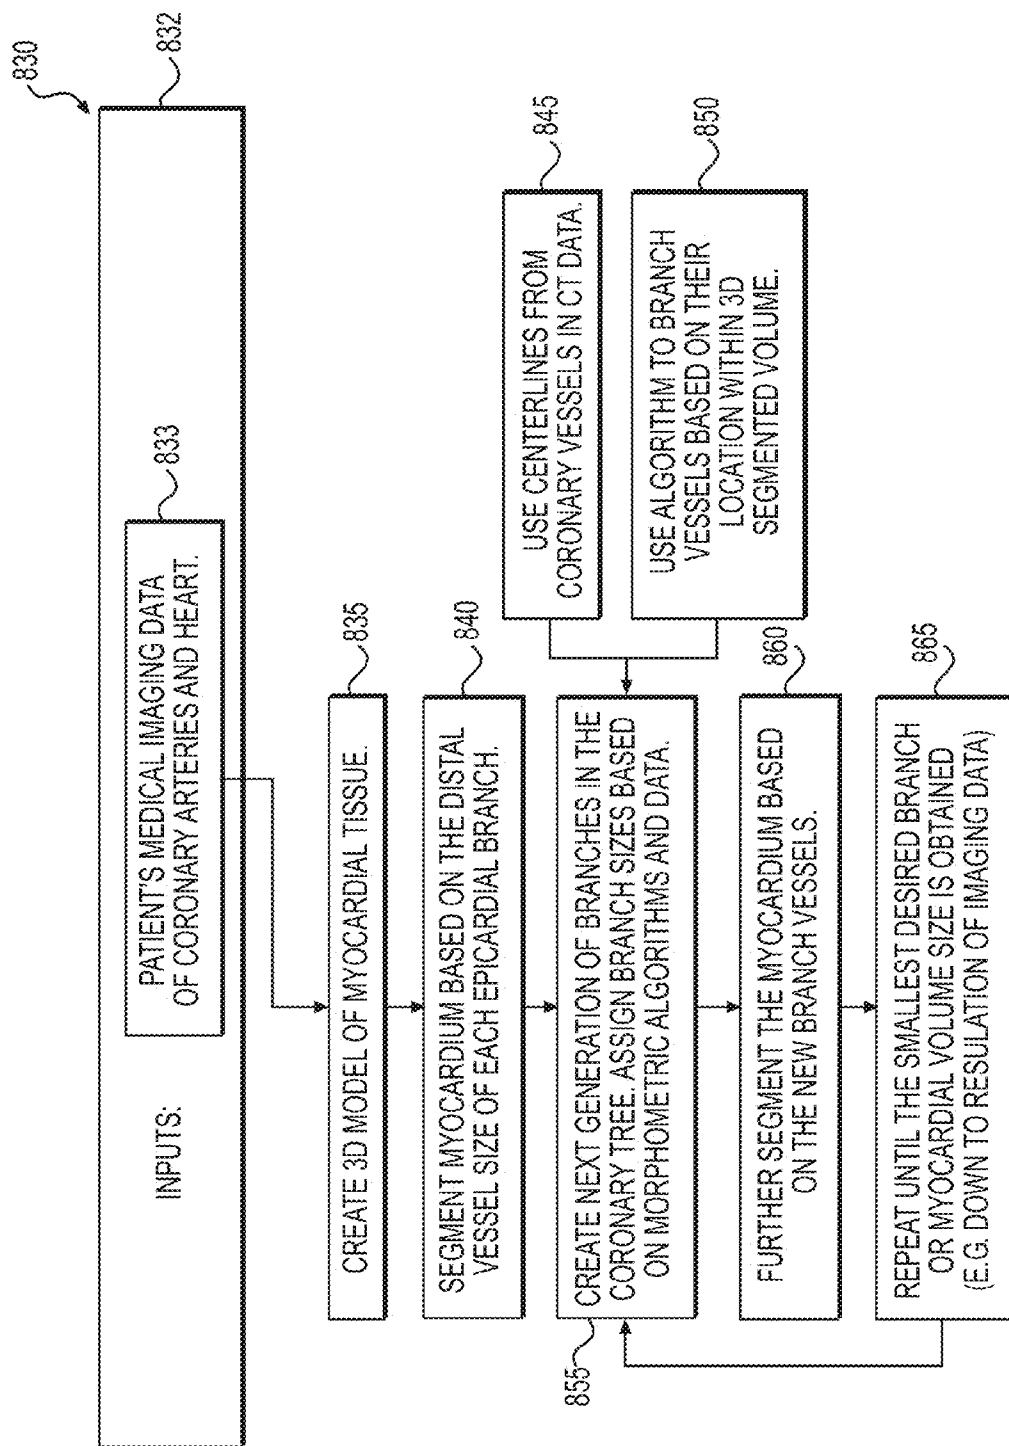 830
832
INPUTS:
PATIENT'S MEDICAL IMAGING DATA
OF CORONARY ARTERIES AND HEART.
833
CREATE 3D MODEL OF MYOCARDIAL TISSUE.
835
SEGMENT MYOCARDIUM BASED ON THE DISTAL
VESSEL SIZE OF EACH EPICARDIAL BRANCH.
840
USE CENTERLINES FROM
CORONARY VESSELS IN CT DATA.
845
USE ALGORITHM TO BRANCH
VESSELS BASED ON THEIR
LOCATION WITHIN 3D
SEGMENTED VOLUME.
850
855
CREATE NEXT GENERATION OF BRANCHES IN THE
CORONARY TREE. ASSIGN BRANCH SIZES BASED
ON MORPHOMETRIC ALGORITHMS AND DATA.
FURTHER SEGMENT THE MYOCARDIUM BASED
ON THE NEW BRANCH VESSELS.
860
REPEAT UNTIL THE SMALLEST DESIRED BRANCH
OR MYOCARDIAL VOLUME SIZE IS OBTAINED
(E.G. DOWN TO RESULATION OF IMAGING DATA)
865